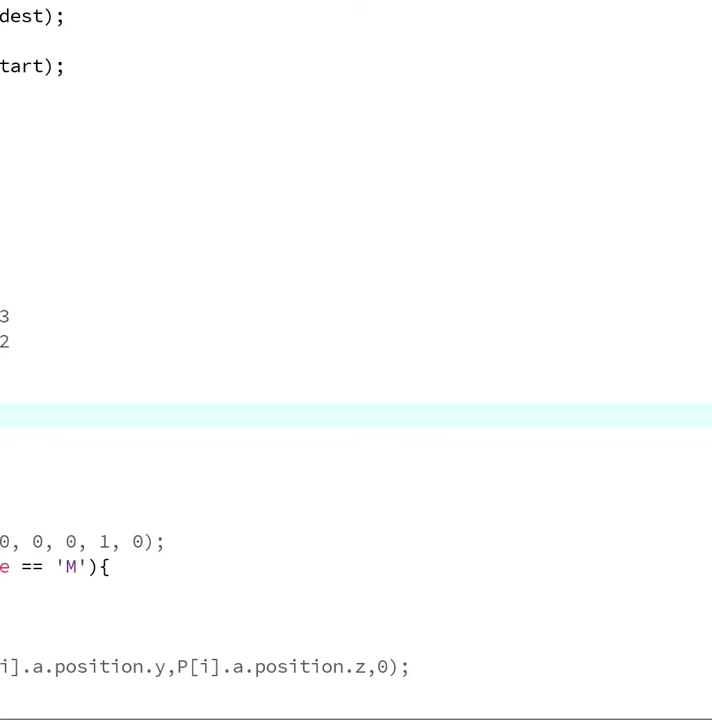 dest);
tart);
3
2
0, 0, 0, 1, 0);
e == 'M'){
i].a.position.y,P[i].a.position.z,0);